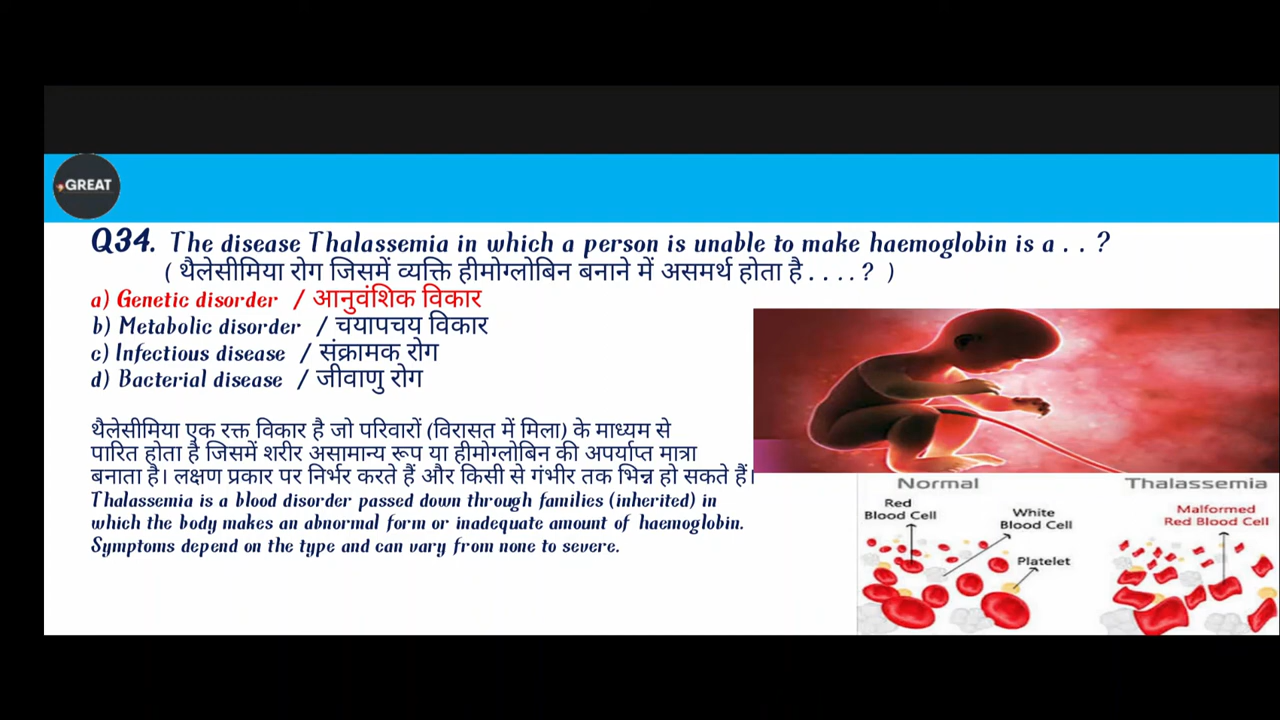 GREAT
Q34. The disease Thalassemia in which a person is unable to make haemoglobin is a . . ?
( थैलेसीमिया रोग जिसमें व्यक्ति हीमोग्लोबिन बनाने में असमर्थ होता है . . . . ? )
a) Genetic disorder / आनुवंशिक विकार
b) Metabolic disorder / चयापचय विकार
c) Infectious disease / संक्रामक रोग
d) Bacterial disease / जीवाणु रोग
थैलेसीमिया एक रक्त विकार है जो परिवारों (विरासत में मिला) के माध्यम से
पारित होता है जिसमें शरीर असामान्य रूप या हीमोग्लोबिन की अपर्याप्त मात्रा
बनाता है। लक्षण प्रकार पर निर्भर करते हैं और किसी से गंभीर तक भिन्न हो सकते हैं।
Thalassemia is a blood disorder passed down through families (inherited) in
which the body makes an abnormal form or inadequate amount of haemoglobin.
Symptoms depend on the type and can vary from none to severe.
Normal
Red
Blood Cell
White
Blood Cell
Platelet
Thalassemia
Malformed
Red Blood Cell